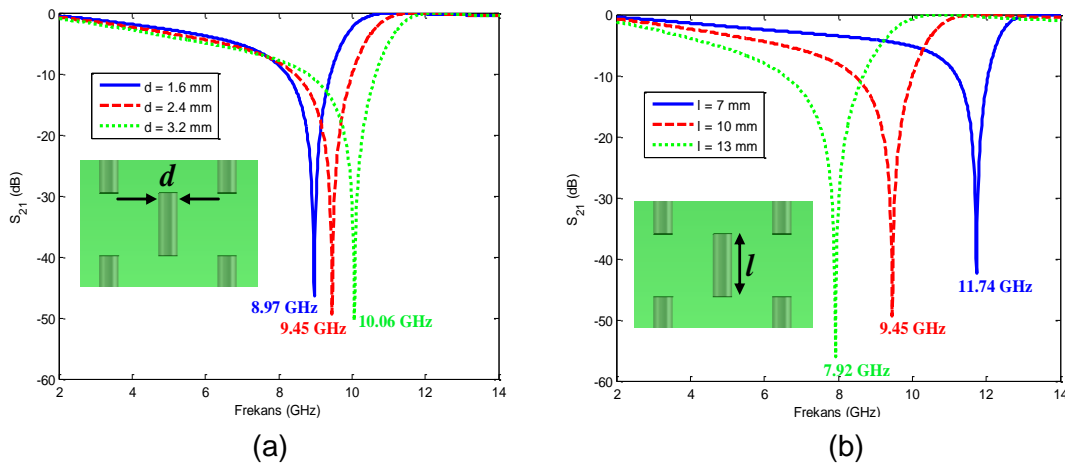 0
-10
-20
-30
-40
-50
-60
2
4
6
8
10
12
14
S21 (dB)
Frekans (GHz)
d = 1.6 mm
d = 2.4 mm
d = 3.2 mm
d
8.97 GHz
9.45 GHz
10.06 GHz
(a)
0
-10
-20
-30
-40
-50
-60
2
4
6
8
10
12
14
S21 (dB)
Frekans (GHz)
l = 7 mm
l = 10 mm
l = 13 mm
l
11.74 GHz
9.45 GHz
7.92 GHz
(b)